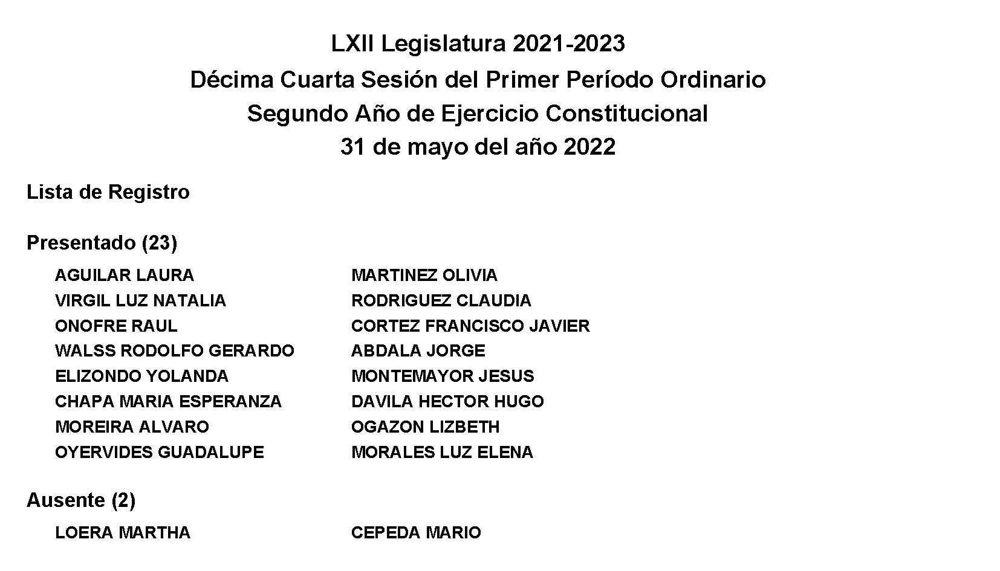 LXII Legislatura 2021-2023
Décima Cuarta Sesión del Primer Período Ordinario
Segundo Año de Ejercicio Constitucional
31 de mayo del año 2022
Lista de Registro
Presentado (23)
AGUILAR LAURA MARTINEZ OLIVIA
VIRGIL LUZ NATALIA RODRIGUEZ CLAUDIA
ONOFRE RAUL CORTEZ FRANCISCO JAVIER
WALSS RODOLFO GERARDO ABDALA JORGE
ELIZONDO YOLANDA MONTEMAYOR JESUS
CHAPA MARIA ESPERANZA DAVILA HECTOR HUGO
MOREIRA ALVARO OGAZON LIZBETH
OYERVIDES GUADALUPE MORALES LUZ ELENA
Ausente (2)
LOERA MARTHA CEPEDA MARIO